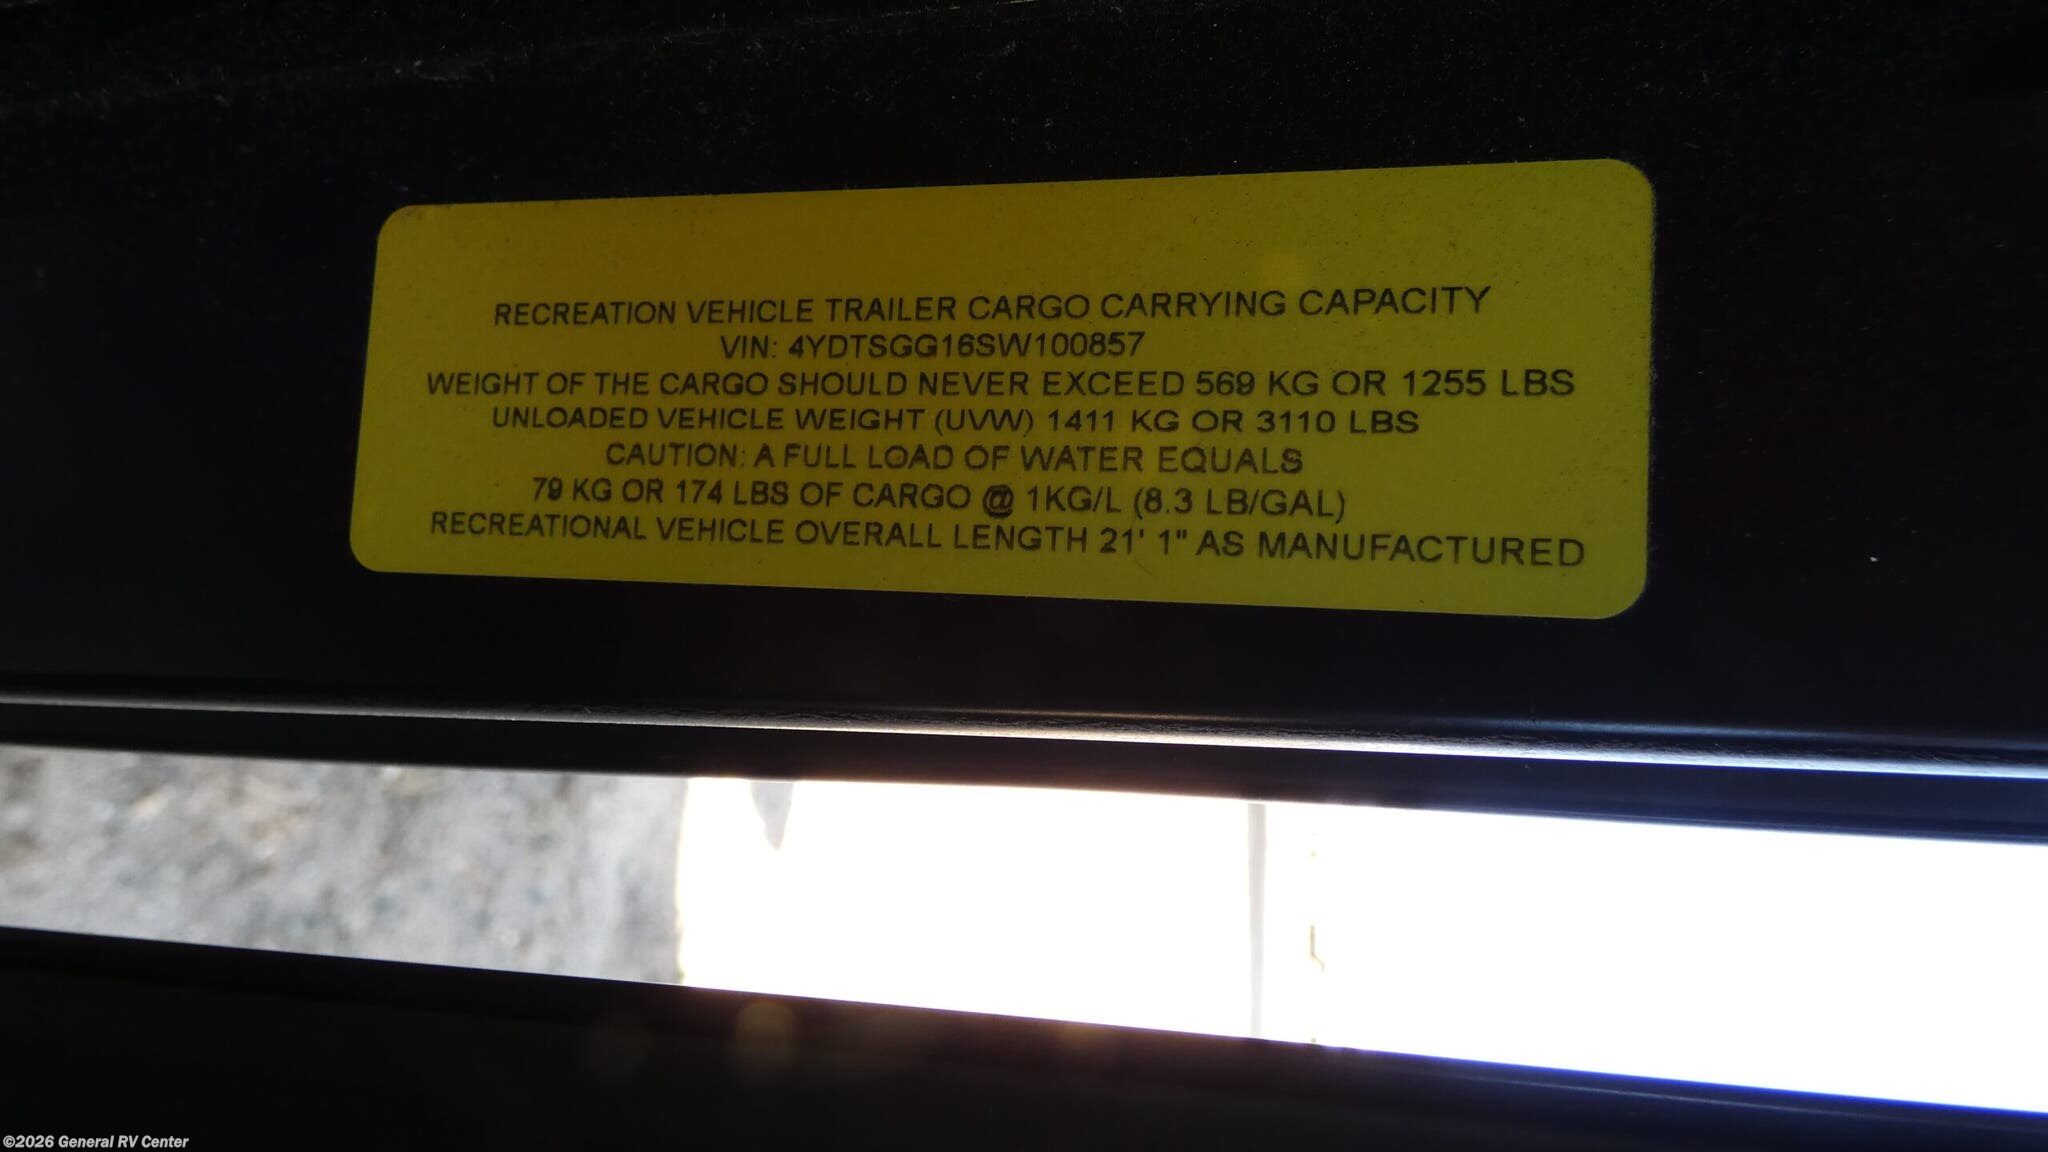 RECREATION VEHICLE TRAILER CARGO CARRYING CAPACITY
VIN: 4YDTSGG16SW100857
WEIGHT OF THE CARGO SHOULD NEVER EXCEED 569 KG OR 1255 LBS
UNLOADED VEHICLE WEIGHT (UVW) 1411 KG OR 3110 LBS
CAUTION: A FULL LOAD OF WATER EQUALS
79 KG OR 174 LBS OF CARGO @ 1KG/L (8.3 LB/GAL)
RECREATIONAL VEHICLE OVERALL LENGTH 21' 1" AS MANUFACTURED
©2026 General RV Center